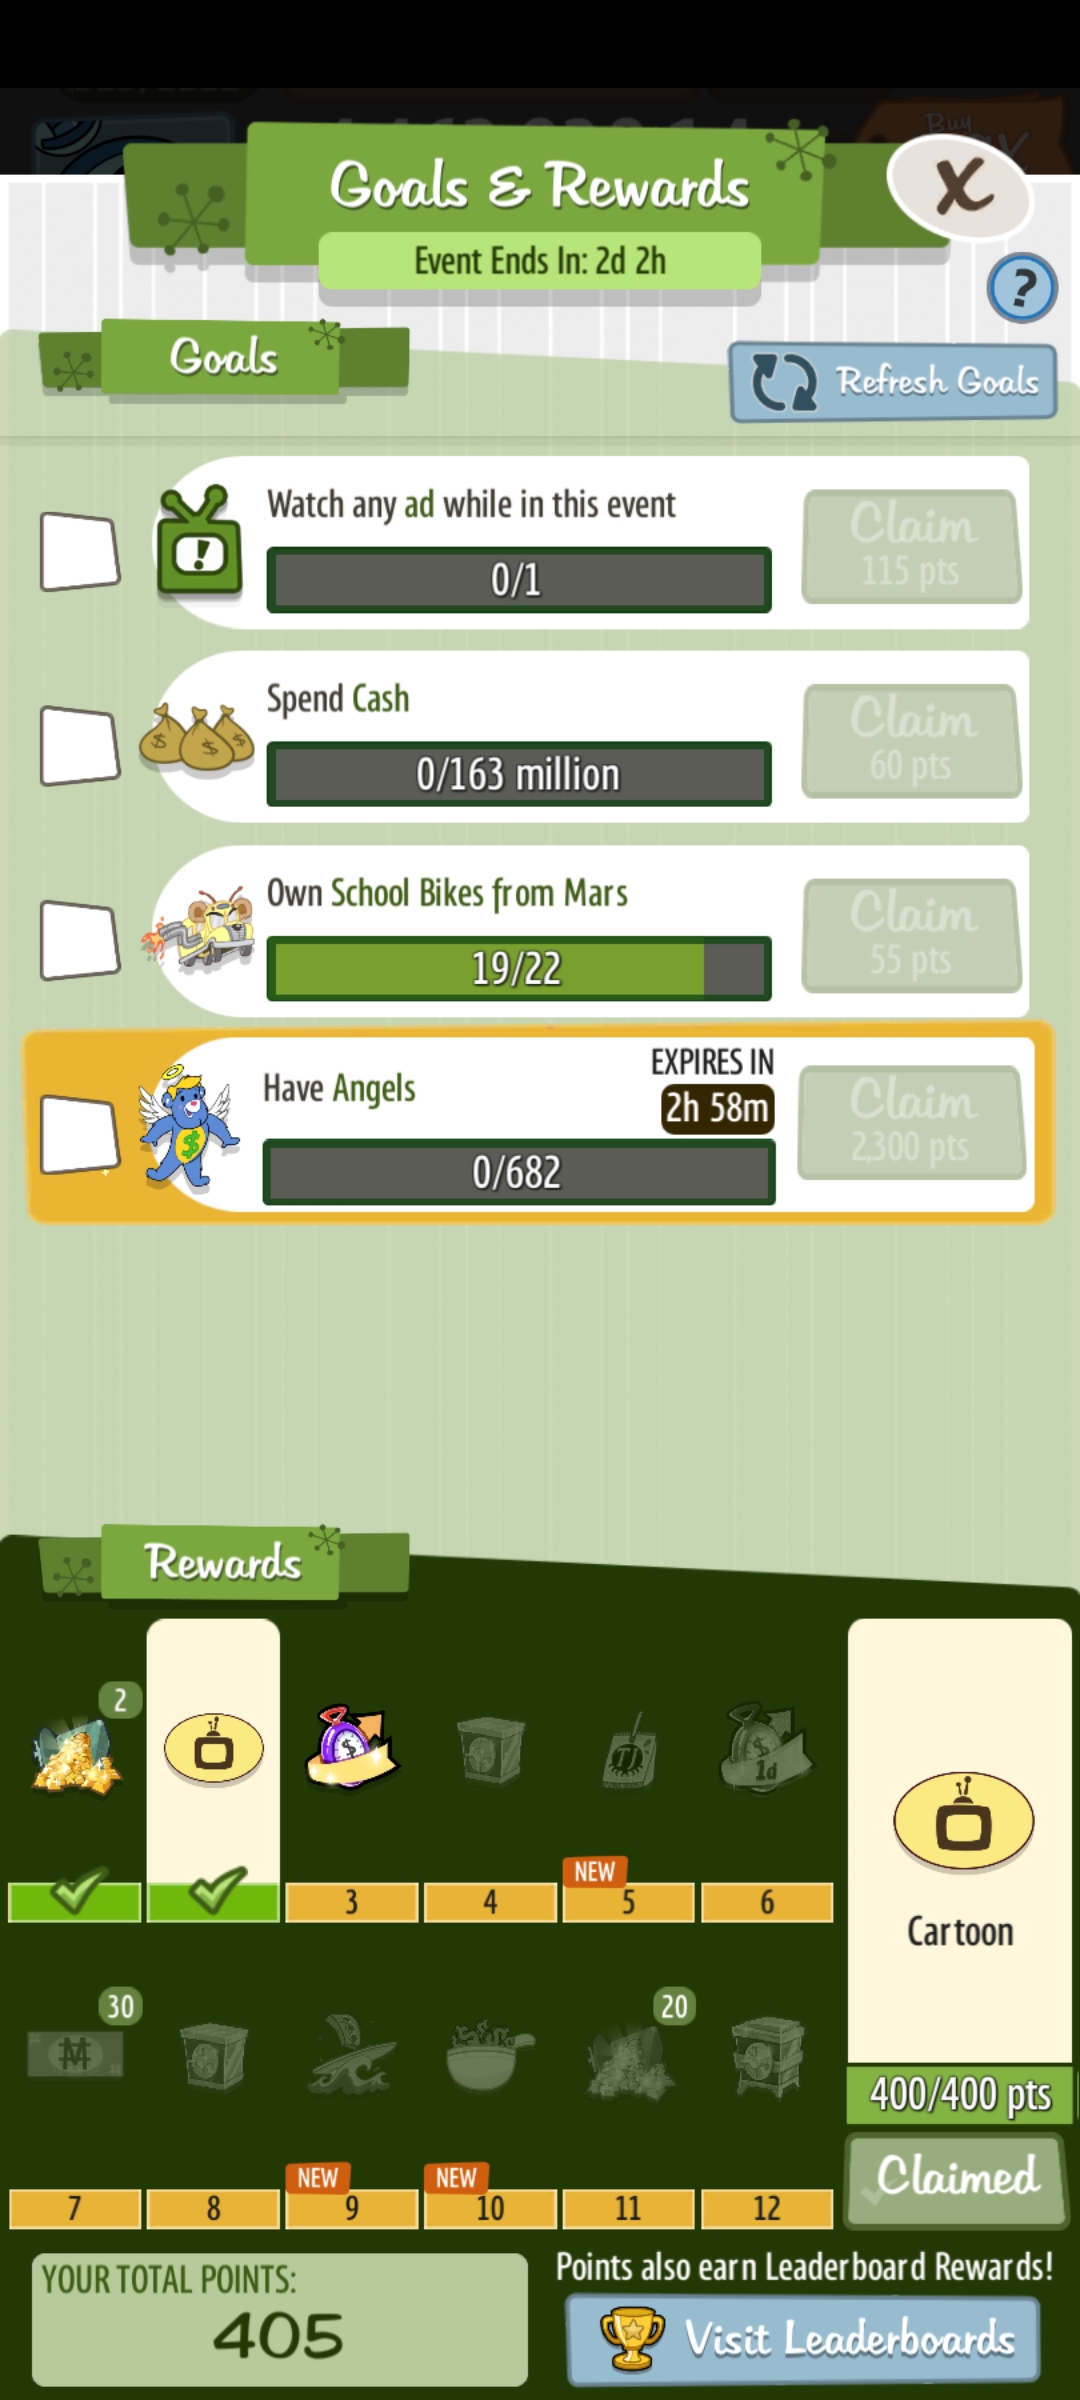 Buy
Goals & Rewards
X
Event Ends In: 2d 2h
?
Goals
Refresh Goals
Watch any ad while in this event
!
0/1
Claim
115 pts
Spend Cash
$ $ $
0/163 million
Claim
60 pts
Own School Bikes from Mars
19/22
Claim
55 pts
Have Angels
EXPIRES IN
2h 58m
$
0/682
Claim
2,300 pts
Rewards
2
$
TJ
1d
3
4
NEW
5
6
Cartoon
30
20
400/400 pts
Claimed
7
8
NEW
9
NEW
10
11
12
YOUR TOTAL POINTS:
405
Points also earn Leaderboard Rewards!
Visit Leaderboards